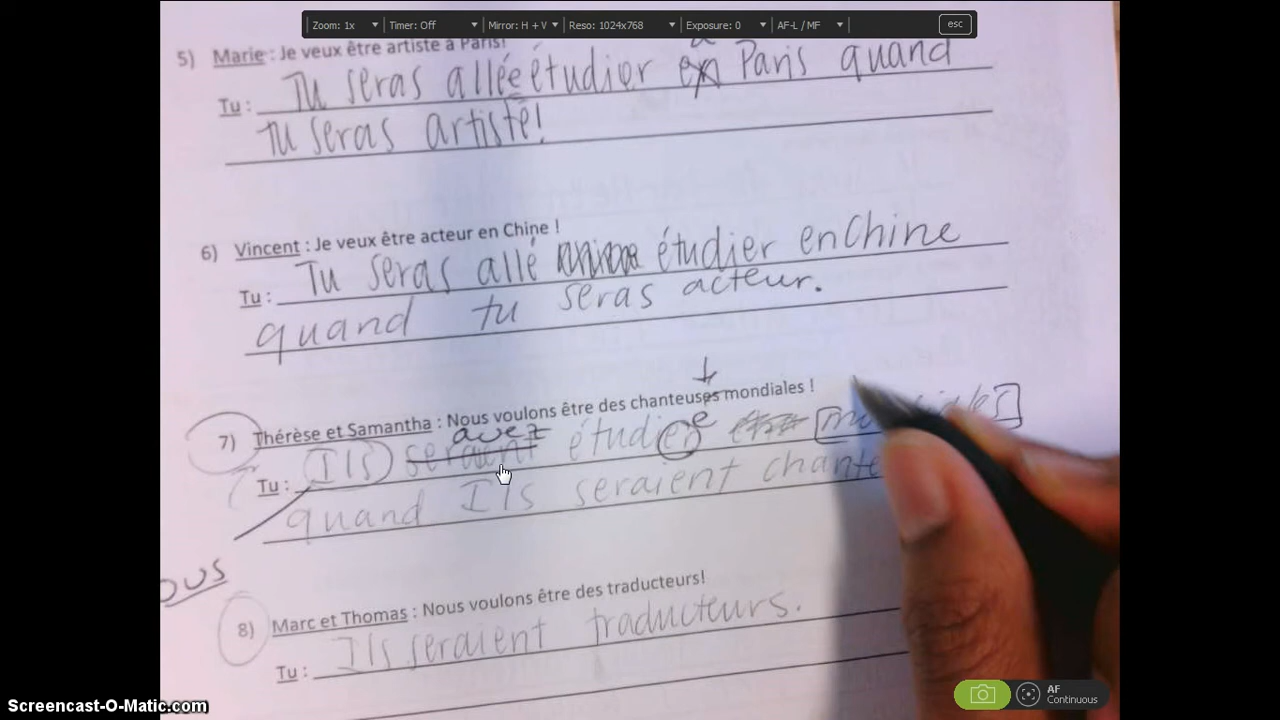 Zoom: 1x Timer: Off Mirror: H + V Reso: 1024x768 Exposure: 0 AF-L / MF esc
5) Marie : Je veux être artiste à Paris!
Tu : Tu seras allée étudier à Paris quand
tu seras artiste!
6) Vincent : Je veux être acteur en Chine !
Tu : Tu seras allé étudier en Chine
quand tu seras acteur.
7) Thérèse et Samantha : Nous voulons être des chanteuses mondiales !
avez e
Tu : Ils seraient étudier
quand Ils seraient chante
ous
8) Marc et Thomas : Nous voulons être des traducteurs!
Tu : Ils seraient traducteurs.
AF
Continuous
Screencast-O-Matic.com